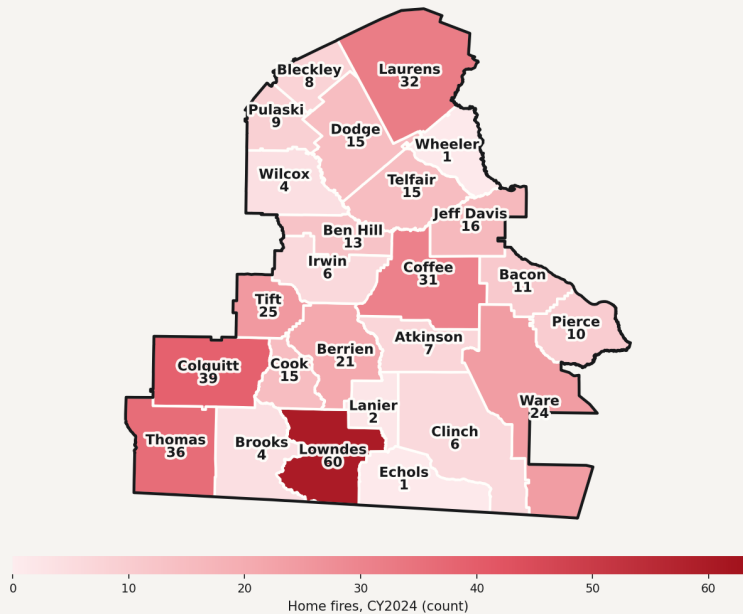 Bleckley
8
Laurens
32
Pulaski
9
Dodge
15
Wheeler
1
Wilcox
4
Telfair
15
Jeff Davis
16
Ben Hill
13
Irwin
6
Coffee
31
Bacon
11
Tift
25
Pierce
10
Atkinson
7
Berrien
21
Colquitt
39
Cook
15
Ware
24
Lanier
2
Thomas
36
Brooks
4
Lowndes
60
Clinch
6
Echols
1
0 10 20 30 40 50 60
Home fires, CY2024 (count)